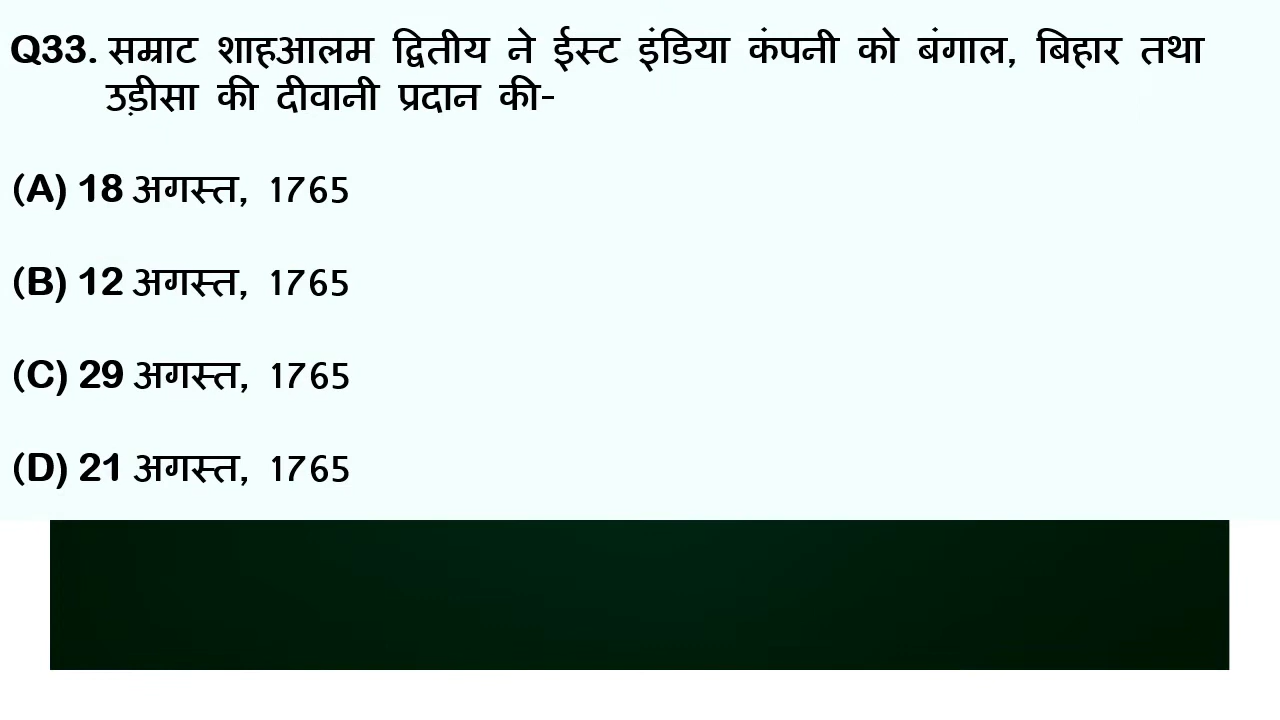 Q33. सम्राट शाहआलम द्वितीय ने ईस्ट इंडिया कंपनी को बंगाल, बिहार तथा
उड़ीसा की दीवानी प्रदान की-
(A) 18 अगस्त, 1765
(B) 12 अगस्त, 1765
(C) 29 अगस्त, 1765
(D) 21 अगस्त, 1765